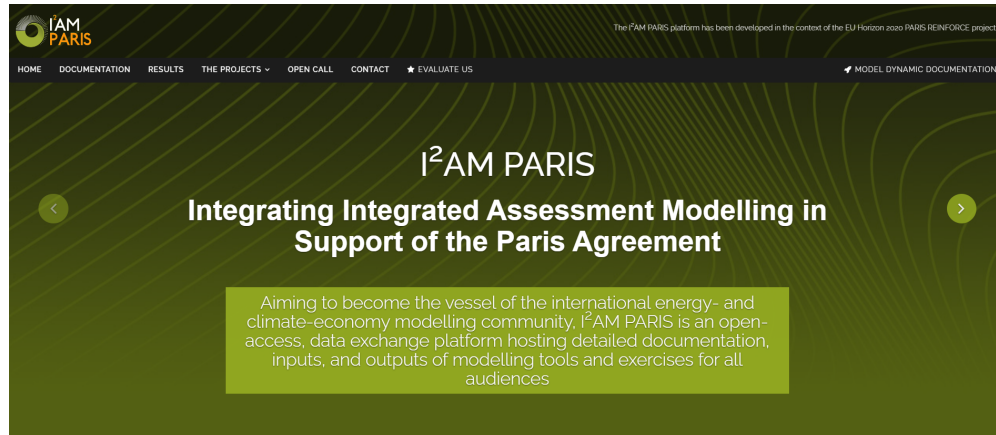 I²AM
PARIS
The I²AM PARIS platform has been developed in the context of the EU Horizon 2020 PARIS REINFORCE project
HOME DOCUMENTATION RESULTS THE PROJECTS OPEN CALL CONTACT ★ EVALUATE US MODEL DYNAMIC DOCUMENTATION
I²AM PARIS
Integrating Integrated Assessment Modelling in
Support of the Paris Agreement
Aiming to become the vessel of the international energy- and
climate-economy modelling community, I²AM PARIS is an open-
access, data exchange platform hosting detailed documentation,
inputs, and outputs of modelling tools and exercises for all
audiences